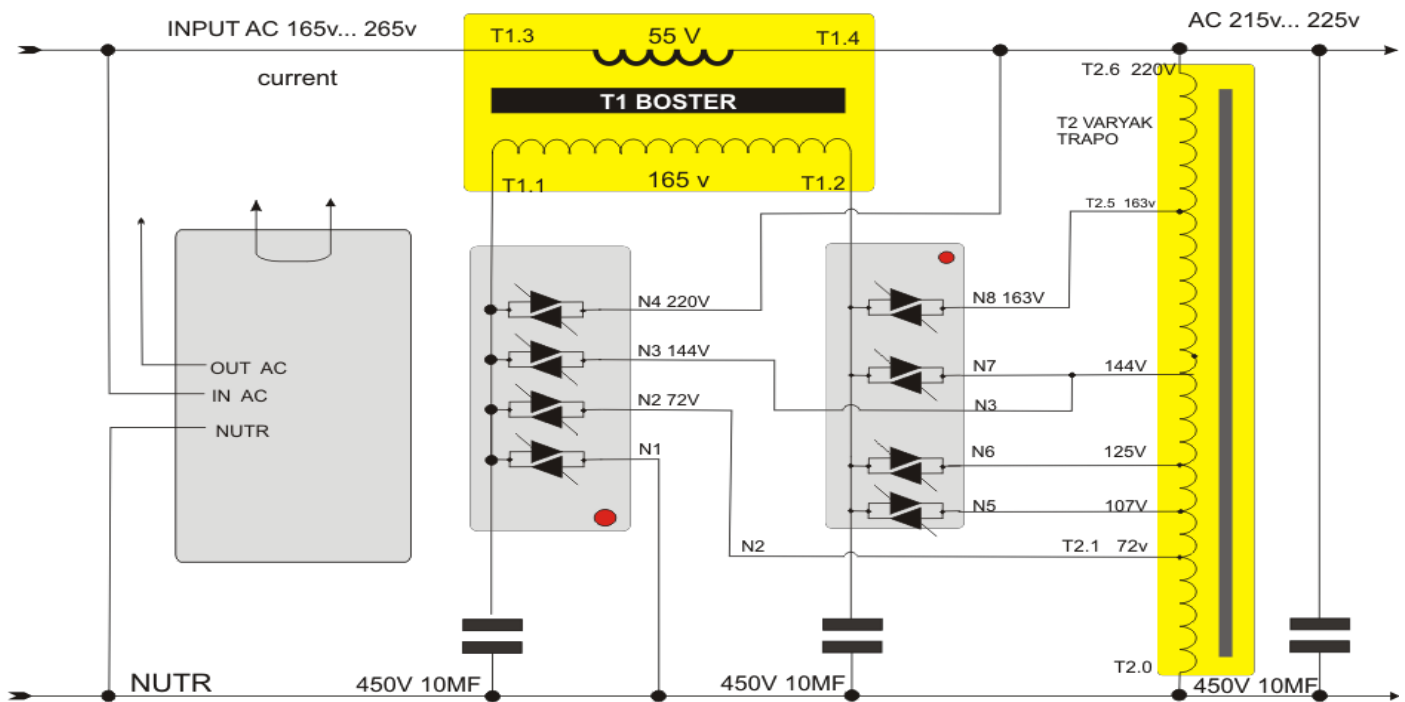 INPUT AC 165v... 265v
current
T1.3
55 V
T1.4
T1 BOSTER
T1.1
165 v
T1.2
AC 215v... 225v
T2.6 220V
T2 VARYAK
TRAPO
T2.5 163v
OUT AC
IN AC
NUTR
N4 220V
N3 144V
N2 72V
N1
N8 163V
N7
144V
N3
N6
125V
N5
107V
N2
T2.1 72v
T2.0
NUTR
450V 10MF
450V 10MF
450V 10MF